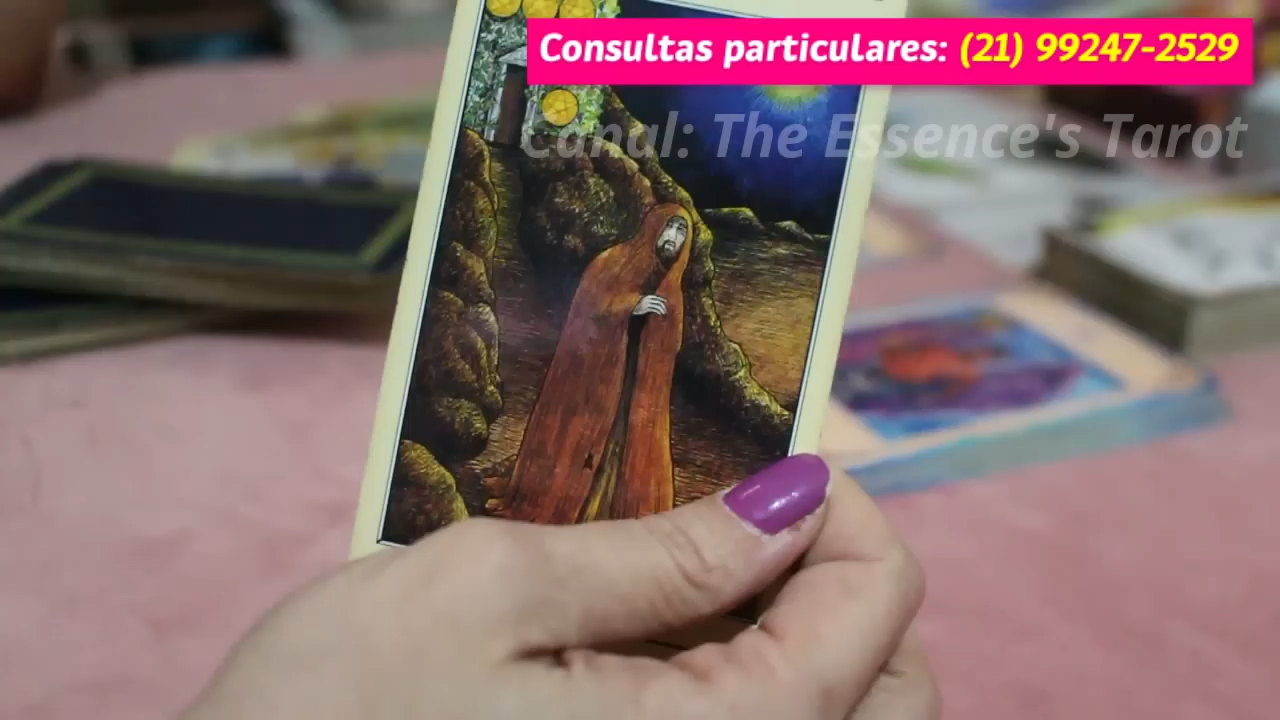 Consultas particulares: (21) 99247-2529
Canal: The Essence's Tarot